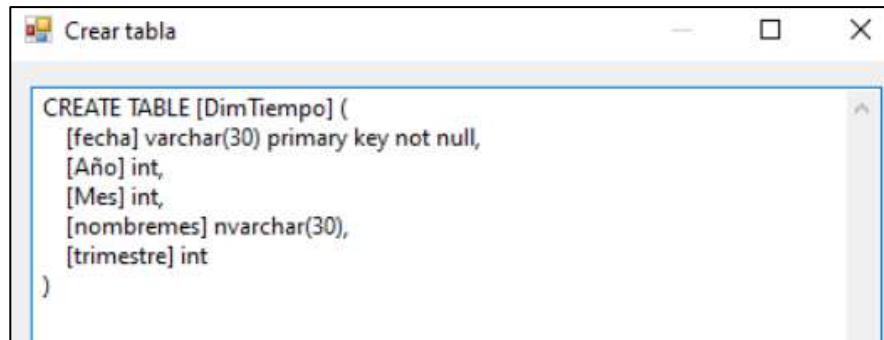 Crear tabla
CREATE TABLE [DimTiempo] (
[fecha] varchar(30) primary key not null,
[Año] int,
[Mes] int,
[nombremes] nvarchar(30),
[trimestre] int
)